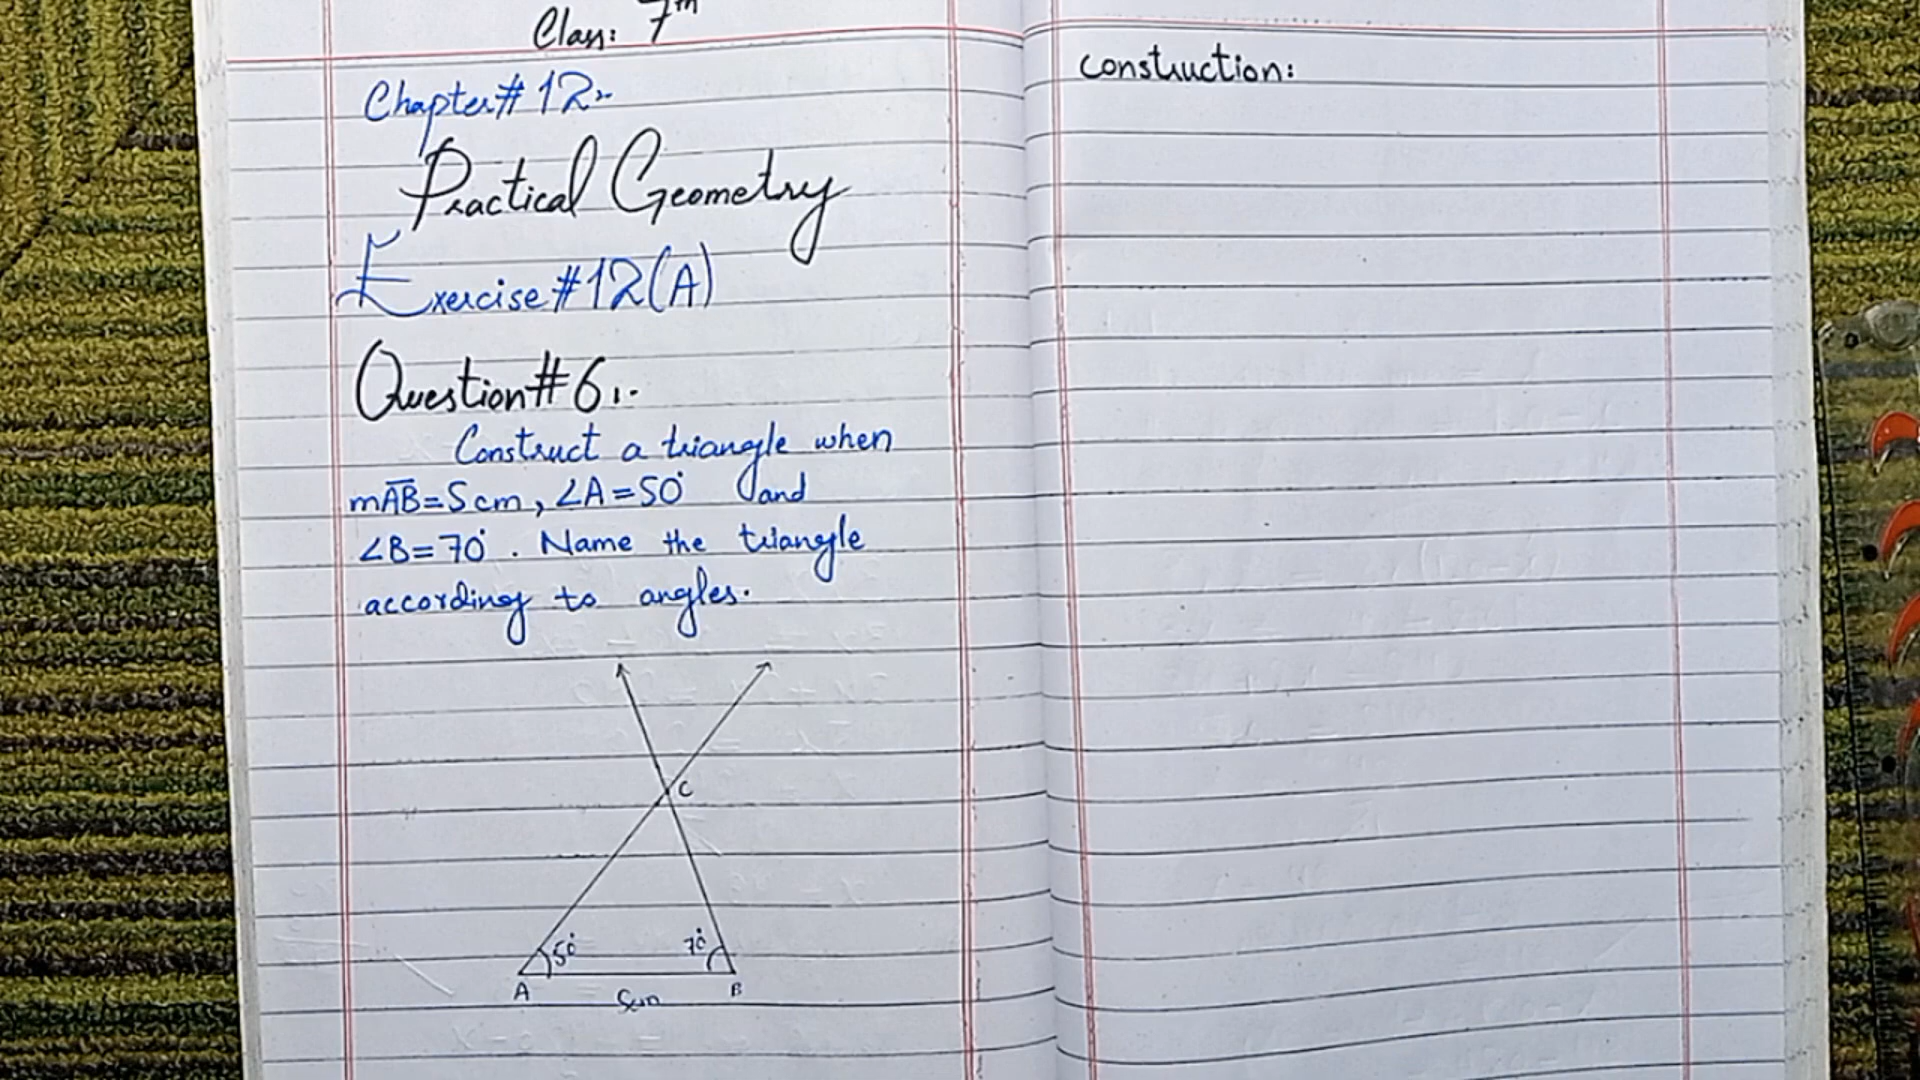 Class: 7th
Chapter# 12:-
Practical Geometry
Exercise#12(A)
Question#6:-
Construct a triangle when
mAB=5cm, ∠A=50° and
∠B=70°. Name the triangle
according to angles.
C
50°
70°
A
5cm
B
construction: